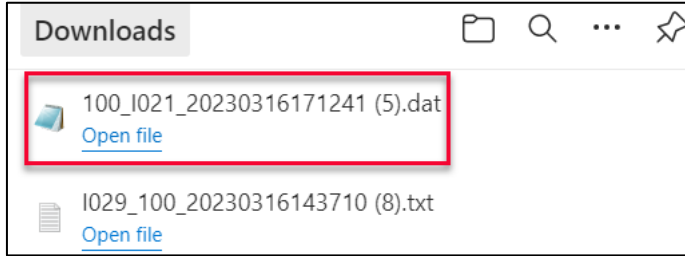 Downloads
100_I021_20230316171241 (5).dat
Open file
I029_100_20230316143710 (8).txt
Open file